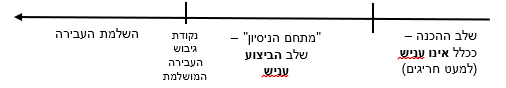 שלב ההכנה –
ככלל אינו עניש
(למעט חריגים)
"מתחם הניסיון" –
שלב הביצוע
עניש
נקודת
גיבוש
העבירה
המושלמת
השלמת העבירה